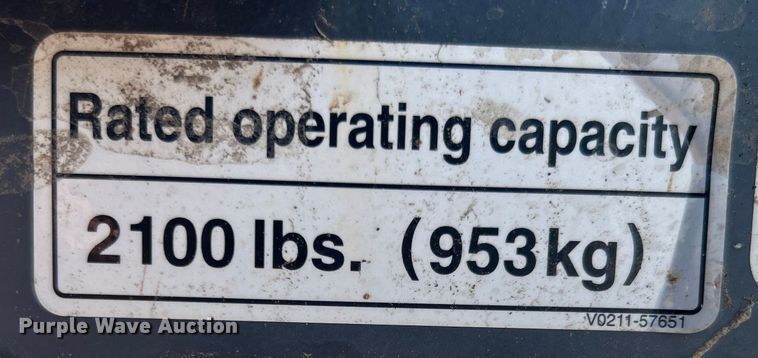 Rated operating capacity
2100 lbs. (953kg)
V0211-57651
Purple Wave Auction